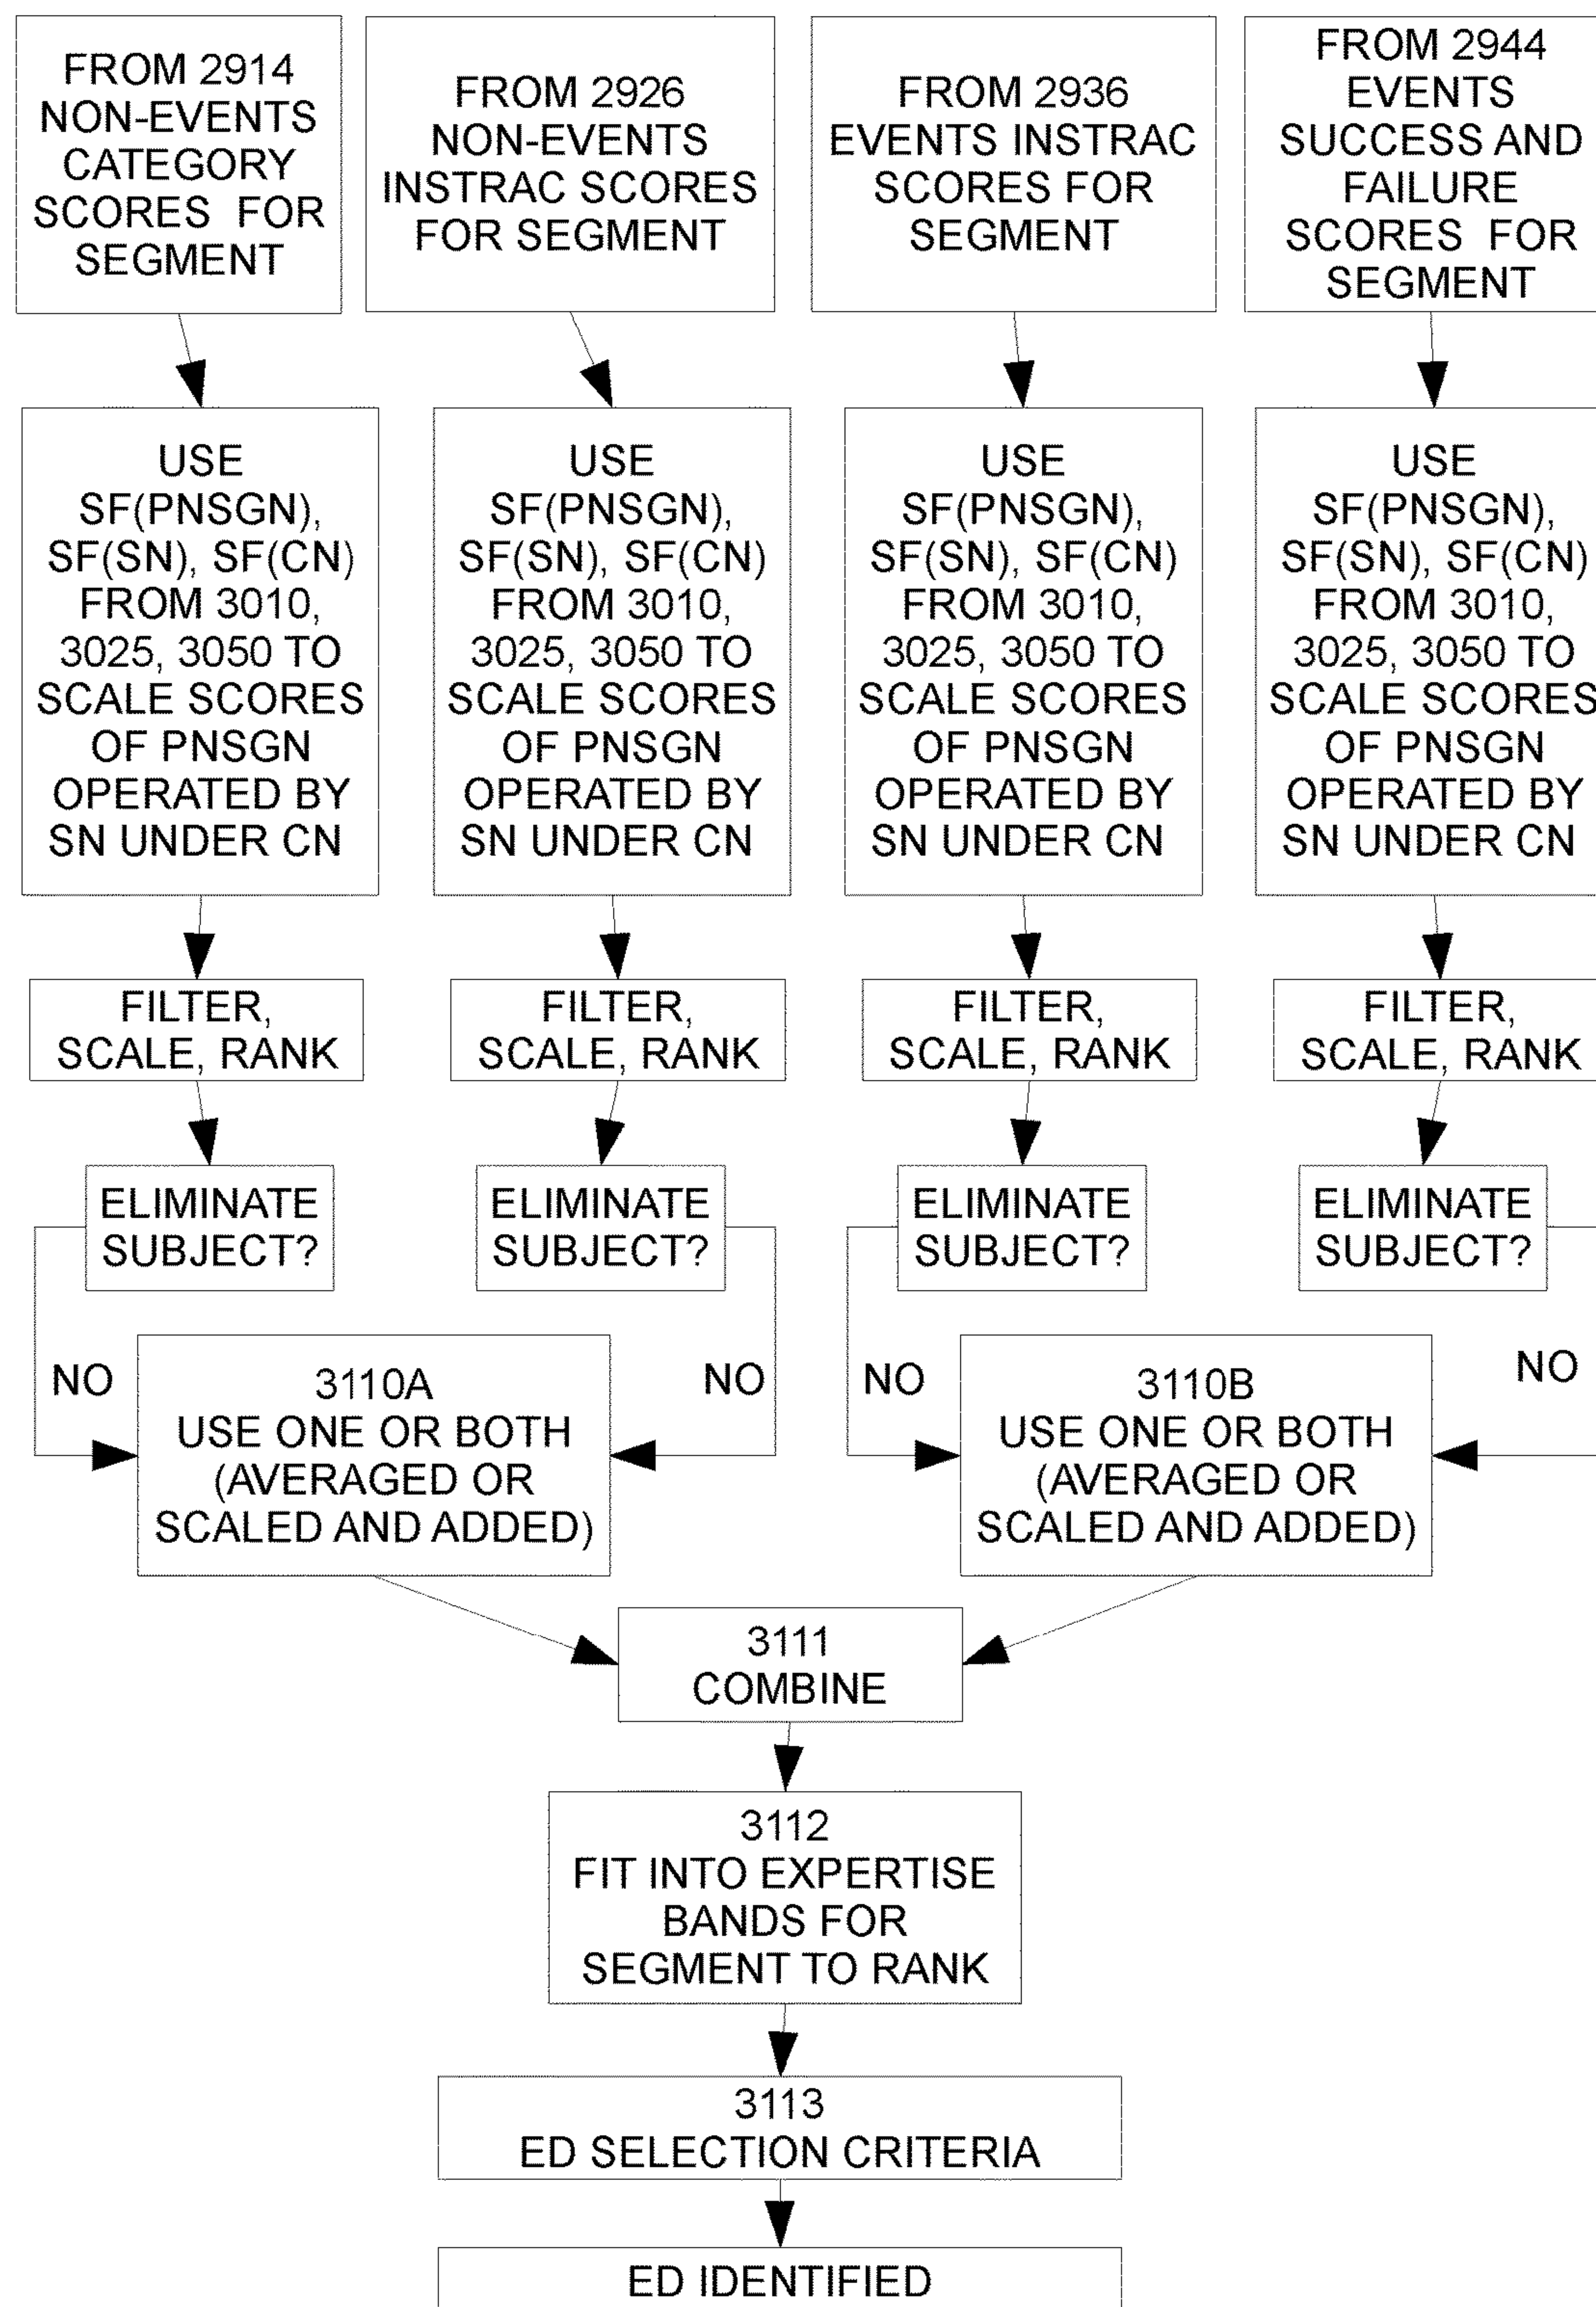 FROM 2914
NON-EVENTS
CATEGORY
SCORES FOR
SEGMENT
FROM 2926
NON-EVENTS
INSTRAC SCORES
FOR SEGMENT
FROM 2936
EVENTS INSTRAC
SCORES FOR
SEGMENT
FROM 2944
EVENTS
SUCCESS AND
FAILURE
SCORES FOR
SEGMENT
USE
SF(PNSGN),
SF(SN), SF(CN)
FROM 3010,
3025, 3050 TO
SCALE SCORES
OF PNSGN
OPERATED BY
SN UNDER CN
USE
SF(PNSGN),
SF(SN), SF(CN)
FROM 3010,
3025, 3050 TO
SCALE SCORES
OF PNSGN
OPERATED BY
SN UNDER CN
USE
SF(PNSGN),
SF(SN), SF(CN)
FROM 3010,
3025, 3050 TO
SCALE SCORES
OF PNSGN
OPERATED BY
SN UNDER CN
USE
SF(PNSGN),
SF(SN), SF(CN)
FROM 3010,
3025, 3050 TO
SCALE SCORES
OF PNSGN
OPERATED BY
SN UNDER CN
FILTER,
SCALE, RANK
FILTER,
SCALE, RANK
FILTER,
SCALE, RANK
FILTER,
SCALE, RANK
ELIMINATE
SUBJECT?
ELIMINATE
SUBJECT?
ELIMINATE
SUBJECT?
ELIMINATE
SUBJECT?
NO
3110A
USE ONE OR BOTH
(AVERAGED OR
SCALED AND ADDED)
NO
NO
3110B
USE ONE OR BOTH
(AVERAGED OR
SCALED AND ADDED)
NO
3111
COMBINE
3112
FIT INTO EXPERTISE
BANDS FOR
SEGMENT TO RANK
3113
ED SELECTION CRITERIA
ED IDENTIFIED